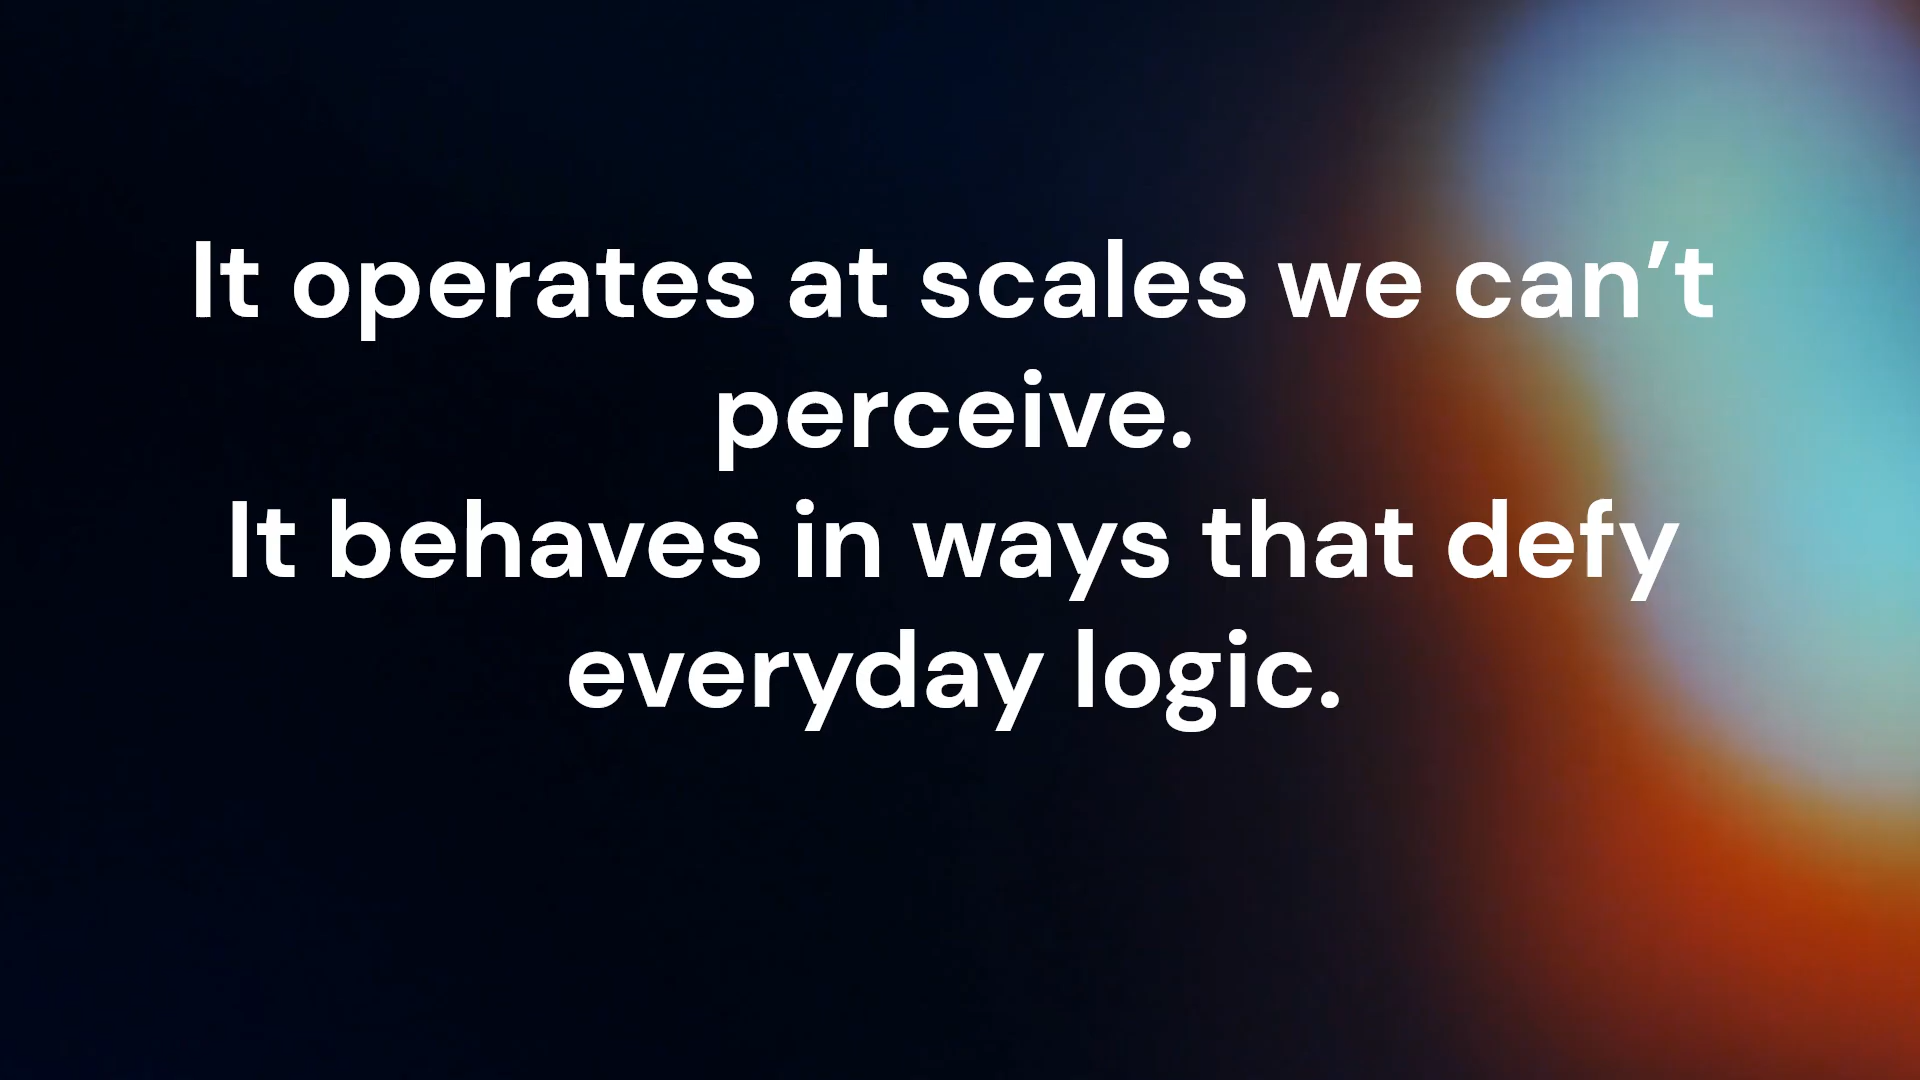 It operates at scales we can’t
perceive.
It behaves in ways that defy
everyday logic.